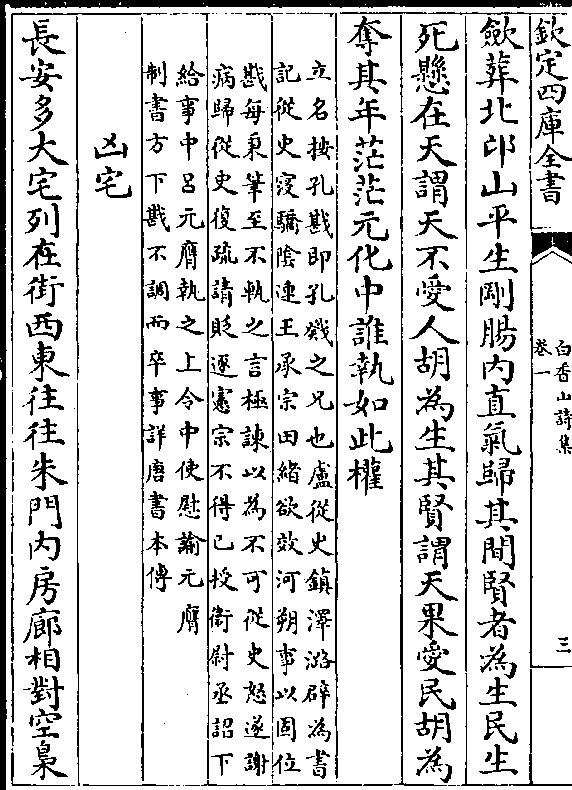 欽定四庫全書
白香山詩集
卷一
三
斂葬北邙山平生剛腸内直氣歸其間賢者為生民生
死懸在天謂天不愛人胡為生其賢謂天果愛民胡為
奪其年茫茫元化中誰執如此權
立名按孔戡即孔戣之兄也盧從史鎮澤潞辟為書
記從史寖驕陰連王承宗田緒欲效河朔事以固位
戡每秉筆至不軌之言極諫以為不可從史怒遂謝
病歸從史復疏請貶逐憲宗不得已授衛尉丞詔下
給事中呂元膺執之上令中使慰諭元膺
制書方下戡不調而卒事詳唐書本傳
凶宅
長安多大宅列在街西東往往朱門内房廊相對空梟